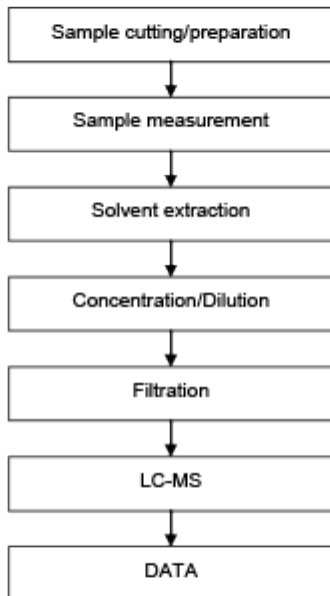 Sample cutting/preparation
Sample measurement
Solvent extraction
Concentration/Dilution
Filtration
LC-MS
DATA